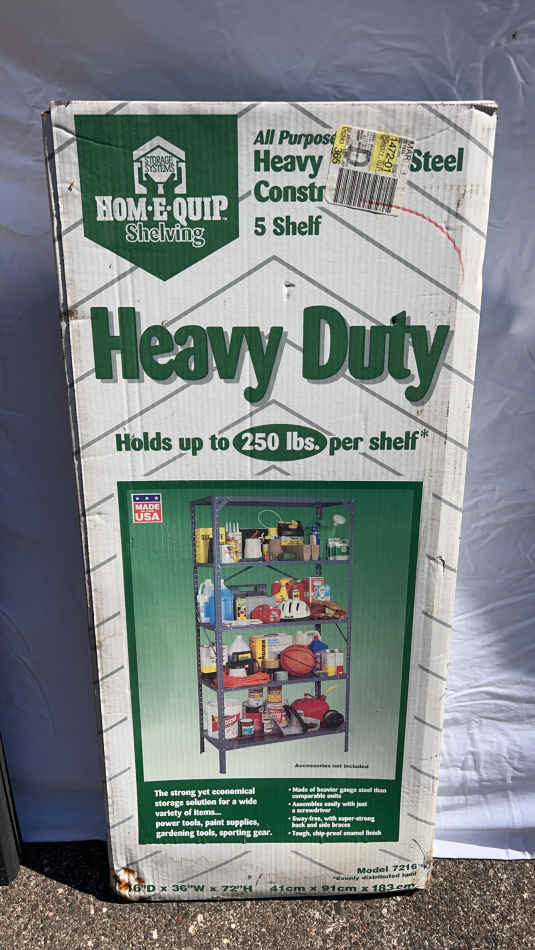 STORAGE
SYSTEMS
HOM·E·QUIP™
Shelving
All Purpose
Heavy Steel
5 Shelf
Heavy Duty
Holds up to 250 lbs. per shelf*
MADE
USA
Accessories not included
The strong yet economical
storage solution for a wide
variety of items...
power tools, paint supplies,
gardening tools, sporting gear.
• Made of heavier gauge steel than
comparable units
• Assembles easily with just
a screwdriver
• Sway-free, with super-strong
back and side braces
• Tough, chip-proof enamel finish
Model 7216
*Evenly distributed load
"D x 36"W x 72"H 41cm x 91cm x 183cm